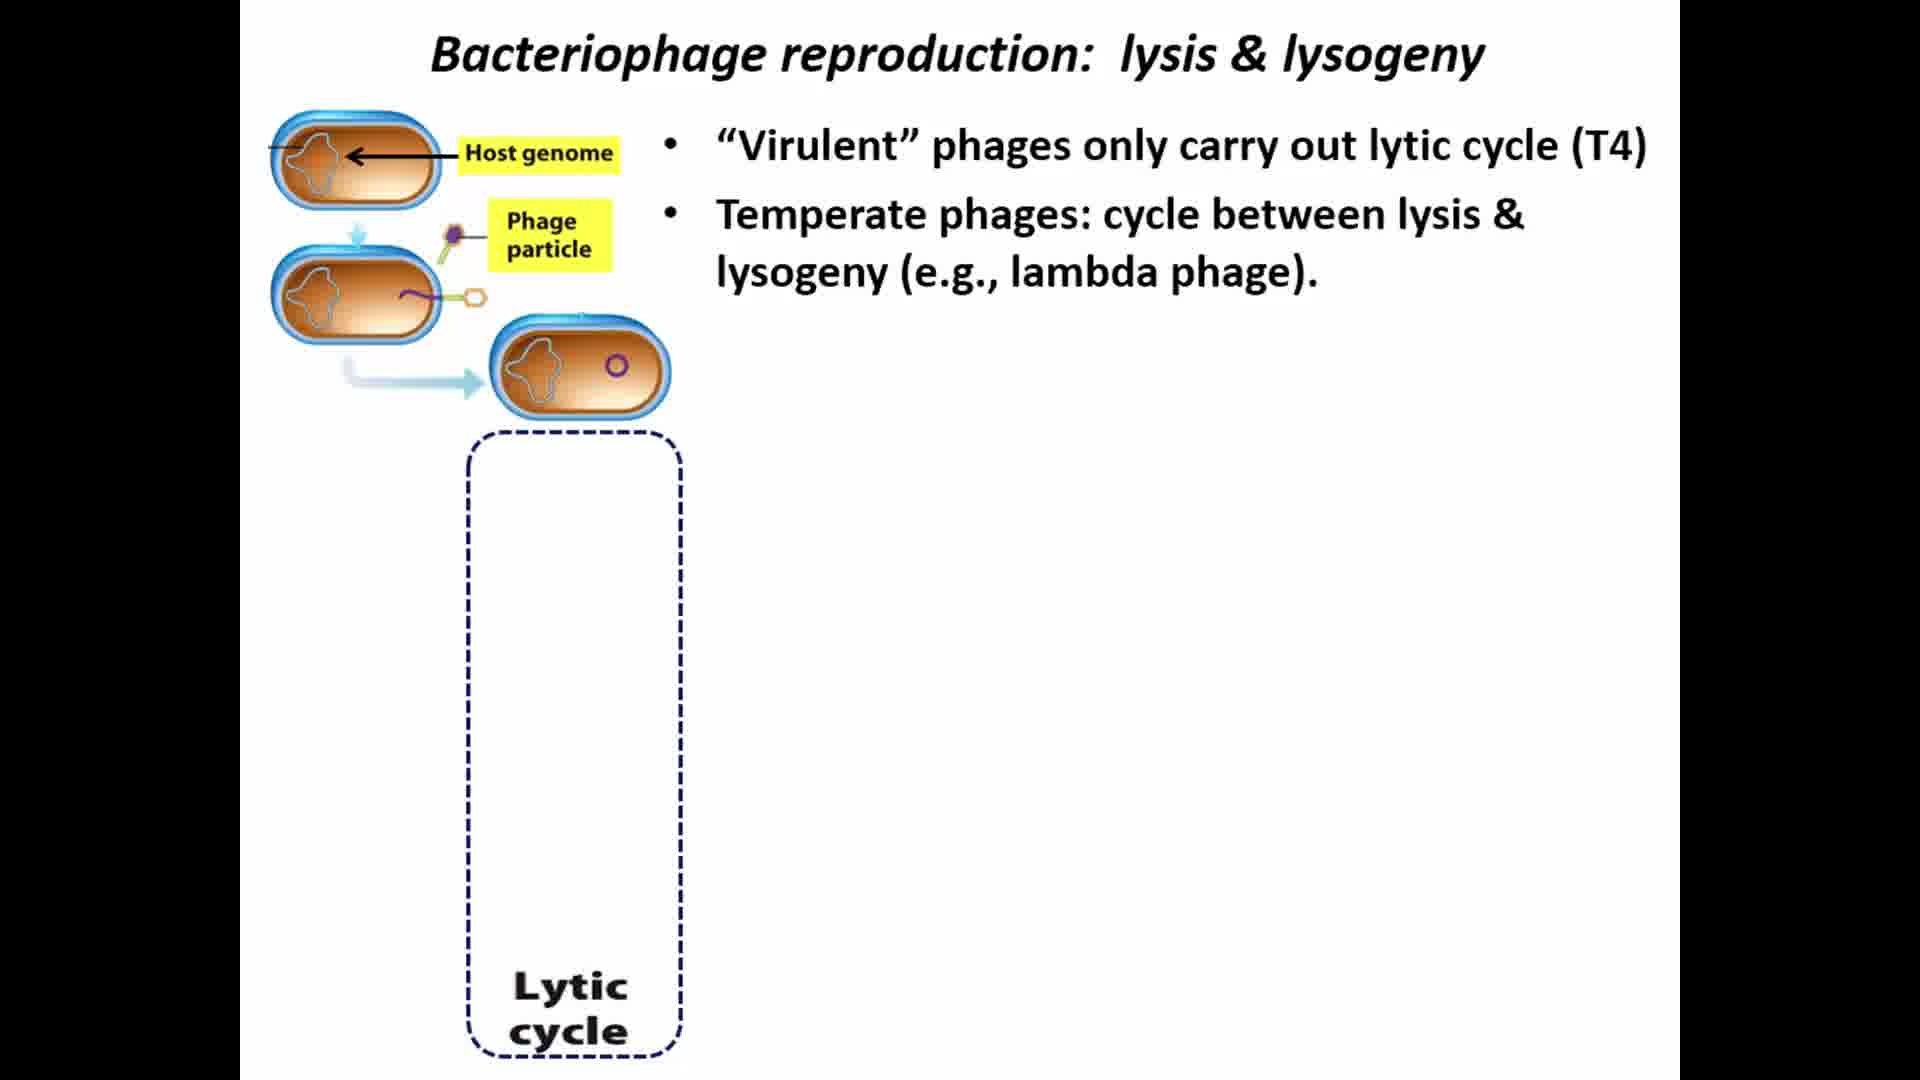 Bacteriophage reproduction:  lysis & lysogeny
Host genome
Phage
particle
• “Virulent” phages only carry out lytic cycle (T4)
• Temperate phages: cycle between lysis &
lysogeny (e.g., lambda phage).
Lytic
cycle